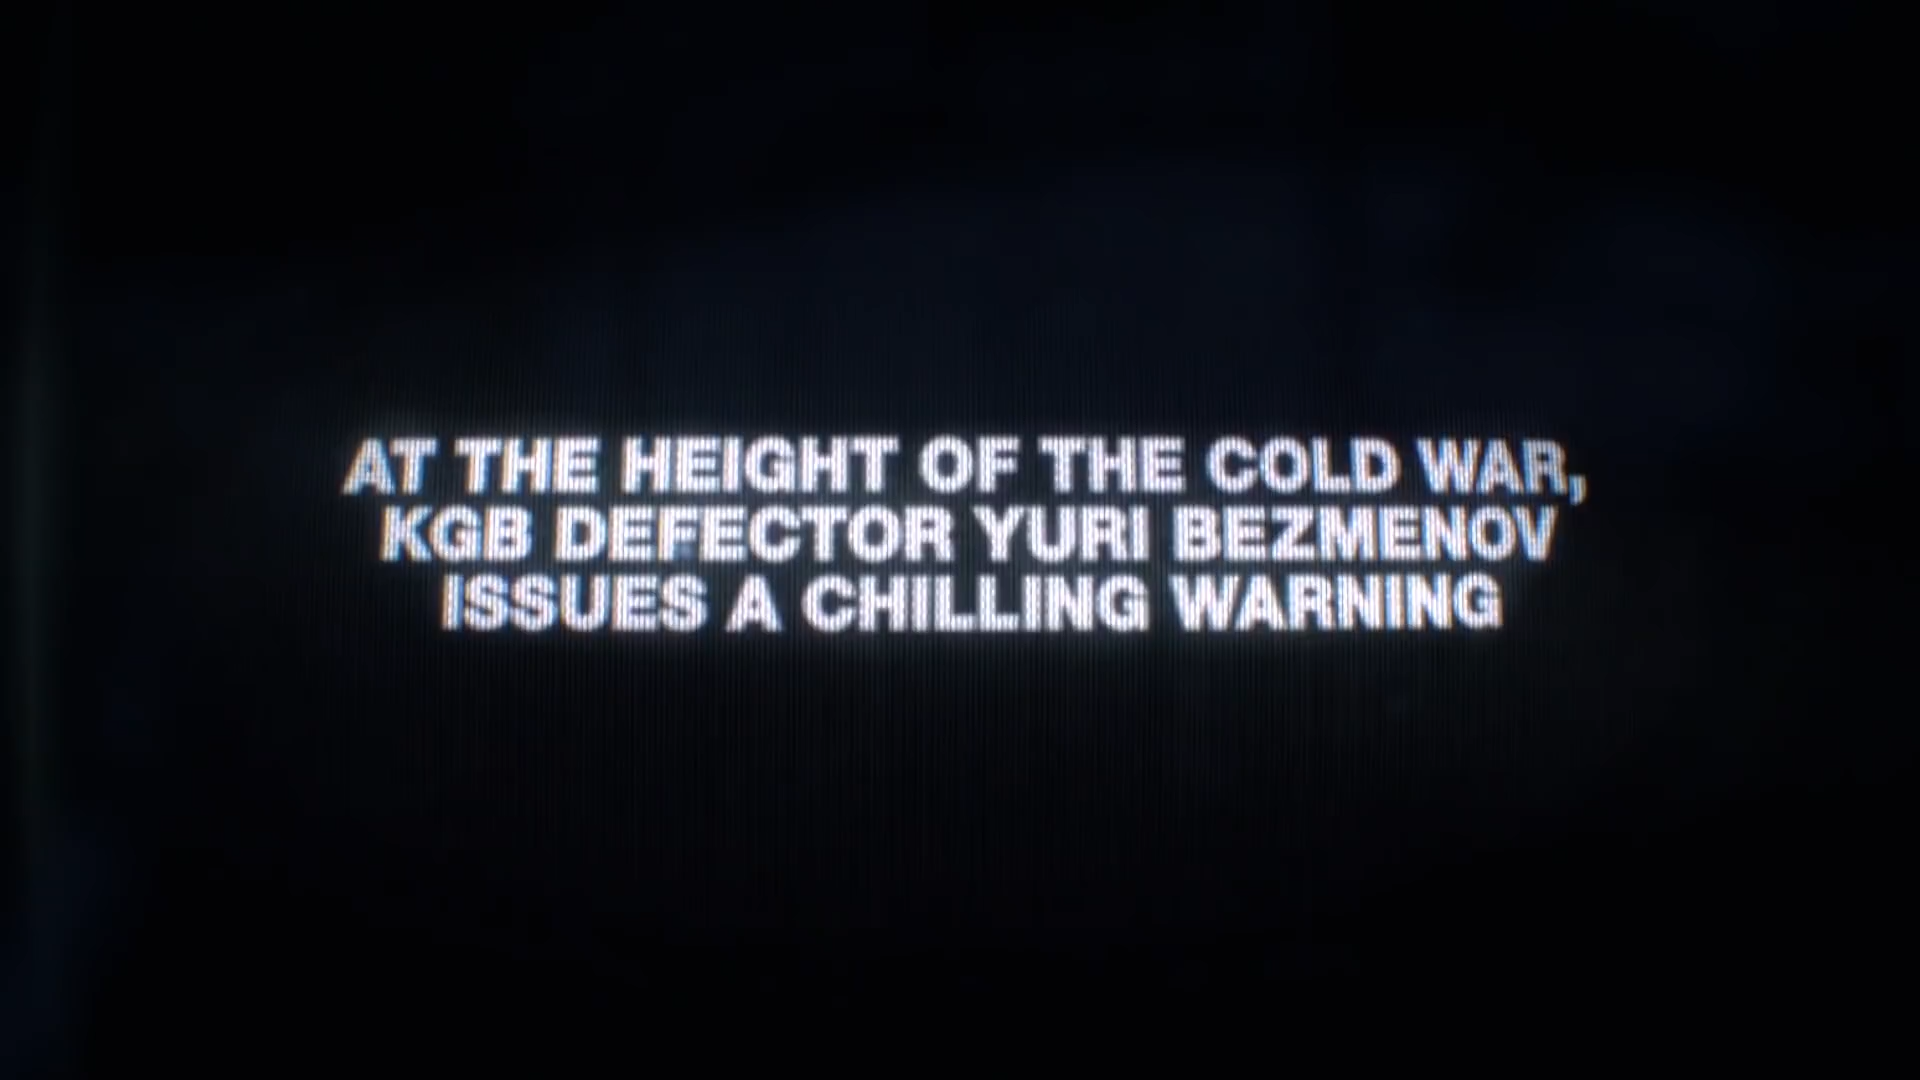 AT THE HEIGHT OF THE COLD WAR,
KGB DEFECTOR YURI BEZMENOV
ISSUES A CHILLING WARNING